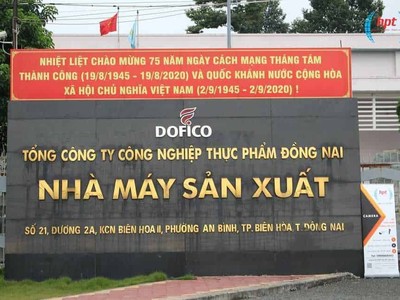 npt
NHIỆT LIỆT CHÀO MỪNG 75 NĂM NGÀY CÁCH MẠNG THÁNG TÁM
THÀNH CÔNG (19/8/1945 - 19/8/2020) VÀ QUỐC KHÁNH NƯỚC CỘNG HÒA
XÃ HỘI CHỦ NGHĨA VIỆT NAM (2/9/1945 - 2/9/2020) !
DOFICO
TỔNG CÔNG TY CÔNG NGHIỆP THỰC PHẨM ĐỒNG NAI
NHÀ MÁY SẢN XUẤT
SỐ 21, ĐƯỜNG 2A, KCN BIÊN HÒA II, PHƯỜNG AN BÌNH, TP. BIÊN HÒA T. ĐỒNG NAI
npt
CAMERA